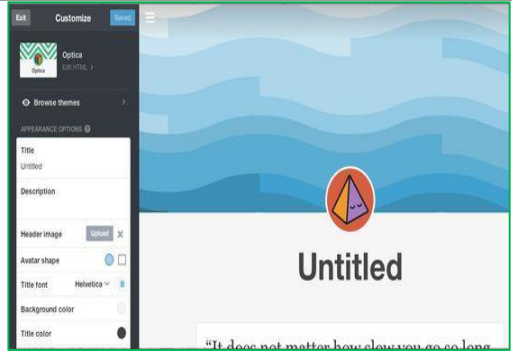 Exit Customize Saved
Optica
Optica
Edit HTML >
Browse themes >
APPEARANCE OPTIONS ?
Title
Untitled
Description
Header image Upload X
Avatar shape
Title font Helvetica B
Background color
Title color
Untitled
“It does not matter how slow you go so long